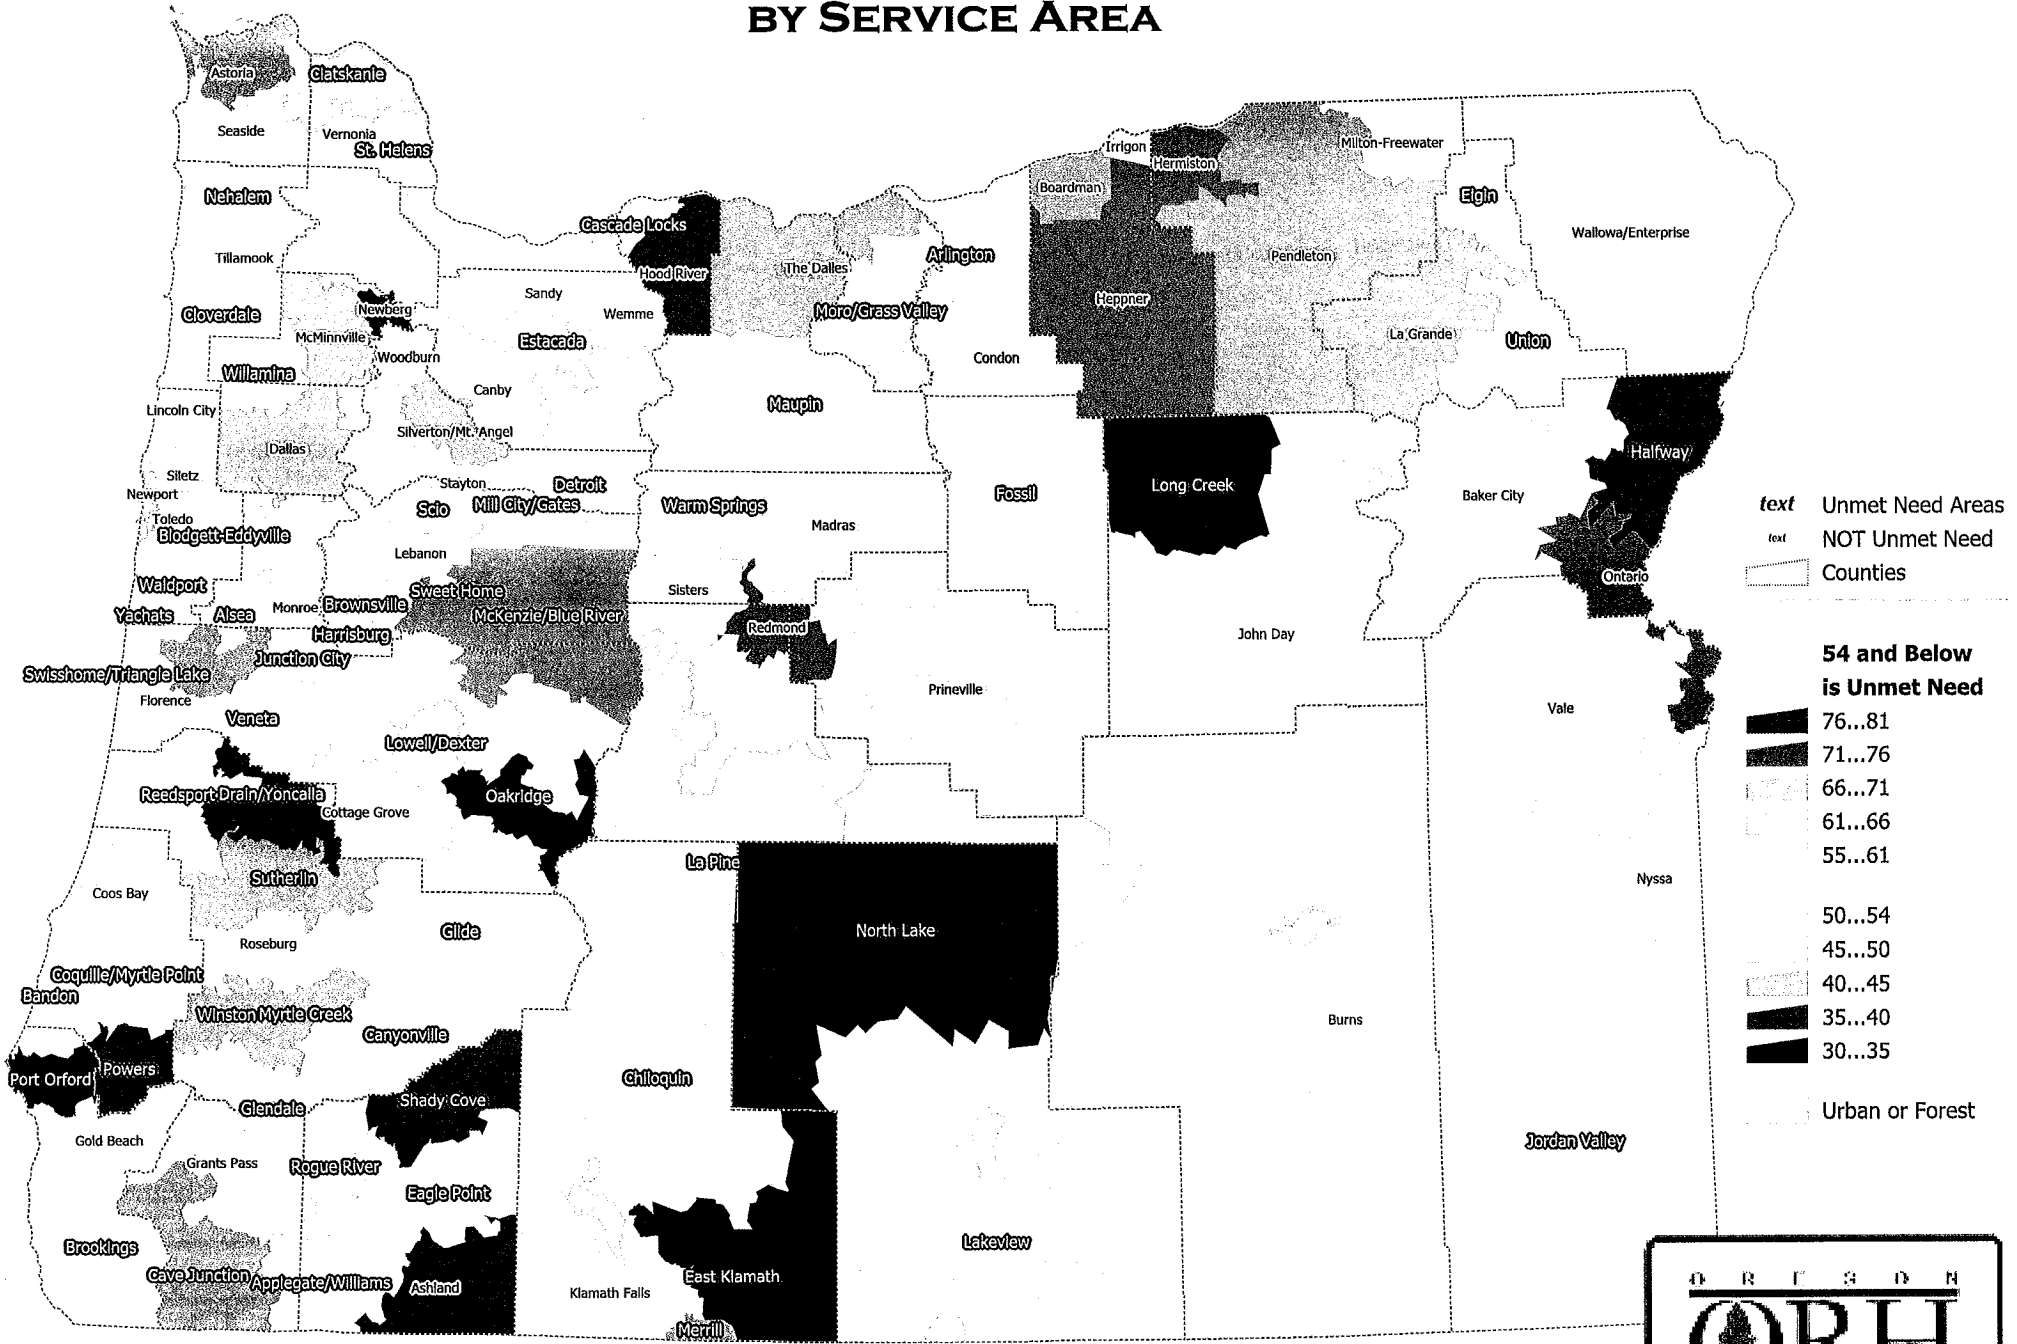 BY SERVICE AREA
Astoria
Clatskanie
Seaside
Vernonia
St. Helens
Irrigon
Milton-Freewater
Hermiston
Boardman
Nehalem
Elgin
Cascade Locks
Wallowa/Enterprise
Tillamook
Arlington
Pendleton
Hood River
The Dalles
Sandy
Heppner
Newberg
Cloverdale
Wemme
Moro/Grass Valley
McMinnville
Estacada
La Grande
Union
Woodburn
Condon
Willamina
Canby
Maupin
Lincoln City
Silverton/Mt. Angel
Dallas
Halfway
Siletz
Stayton
Detroit
Long Creek
Newport
Fossil
Baker City
Scio
Mill City/Gates
Warm Springs
Toledo
Madras
Blodgett-Eddyville
Lebanon
Waldport
Sweet Home
Sisters
Ontario
Yachats
Alsea
Monroe
Brownsville
McKenzie/Blue River
Redmond
Harrisburg
John Day
Junction City
Swisshome/Triangle Lake
Florence
Prineville
Vale
Veneta
Lowell/Dexter
Reedsport
Drain/Yoncalla
Oakridge
Cottage Grove
La Pine
Sutherlin
Coos Bay
Nyssa
Glide
North Lake
Roseburg
Coquille/Myrtle Point
Bandon
Winston
Myrtle Creek
Canyonville
Burns
Port Orford
Powers
Chiloquin
Shady Cove
Glendale
Gold Beach
Jordan Valley
Grants Pass
Rogue River
Eagle Point
Brookings
Lakeview
Cave Junction
Applegate/Williams
Ashland
East Klamath
Klamath Falls
Merrill
text Unmet Need Areas
text NOT Unmet Need
Counties
54 and Below
is Unmet Need
76...81
71...76
66...71
61...66
55...61
50...54
45...50
40...45
35...40
30...35
Urban or Forest
OREGON
ORH